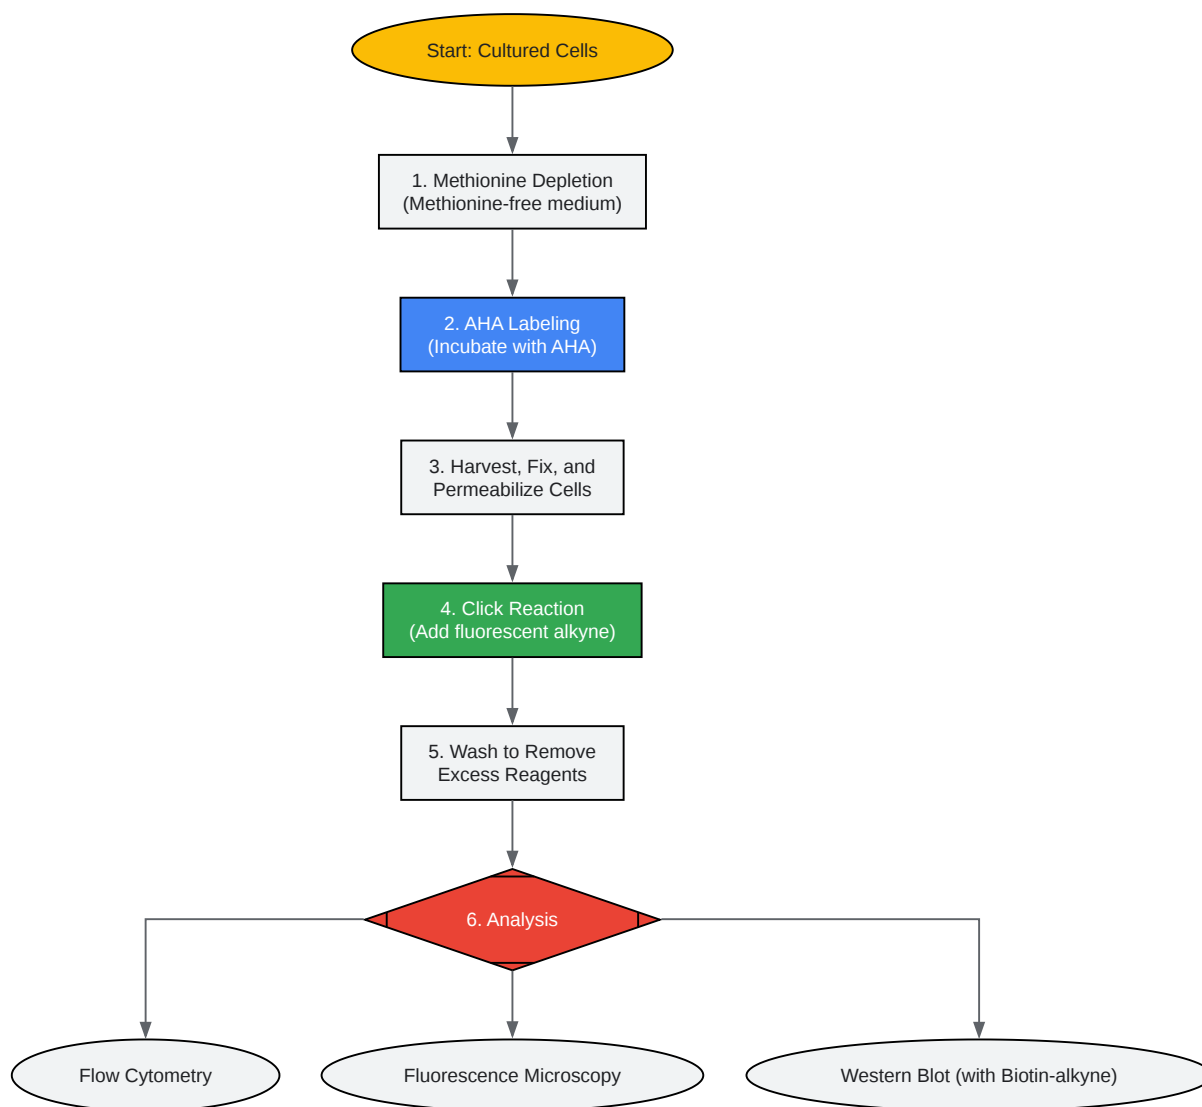 Start: Cultured Cells
1. Methionine Depletion
(Methionine-free medium)
2. AHA Labeling
(Incubate with AHA)
3. Harvest, Fix, and
Permeabilize Cells
4. Click Reaction
(Add fluorescent alkyne)
5. Wash to Remove
Excess Reagents
6. Analysis
Flow Cytometry
Fluorescence Microscopy
Western Blot (with Biotin-alkyne)